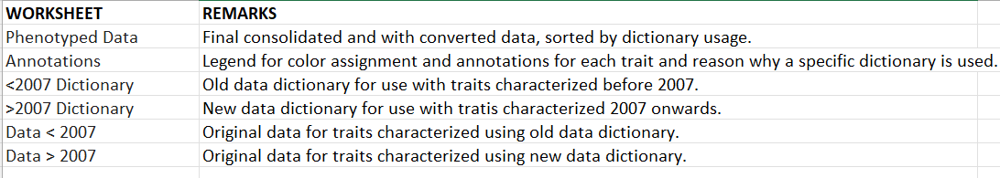 WORKSHEET REMARKS
Phenotyped Data Final consolidated and with converted data, sorted by dictionary usage.
Annotations Legend for color assignment and annotations for each trait and reason why a specific dictionary is used.
<2007 Dictionary Old data dictionary for use with traits characterized before 2007.
>2007 Dictionary New data dictionary for use with tratis characterized 2007 onwards.
Data < 2007 Original data for traits characterized using old data dictionary.
Data > 2007 Original data for traits characterized using new data dictionary.